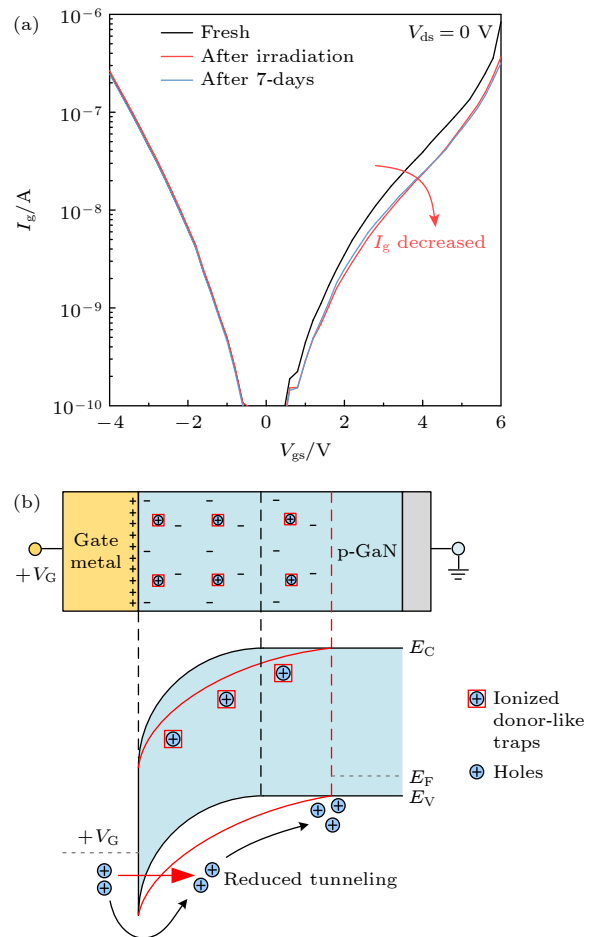 (a)
Fresh
After irradiation
After 7-days
V_ds = 0 V
10⁻⁶
10⁻⁷
10⁻⁸
10⁻⁹
10⁻¹⁰
I_g/A
I_g decreased
−4 −2 0 2 4 6
V_gs/V
(b)
Gate
metal
p-GaN
+V_G
+ + + + + + + + + + + +
− − − − − − − − − − − − − −
E_C
Ionized
donor-like
traps
E_F
Holes
E_V
+V_G
Reduced tunneling